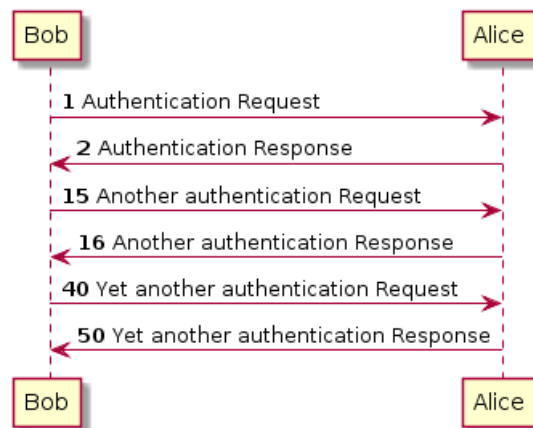 Bob Alice
1 Authentication Request
2 Authentication Response
15 Another authentication Request
16 Another authentication Response
40 Yet another authentication Request
50 Yet another authentication Response
Bob Alice